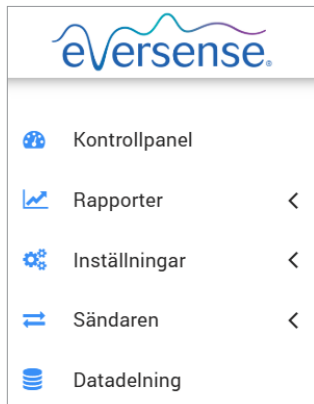 eversense®
Kontrollpanel
Rapporter
Inställningar
Sändaren
Datadelning